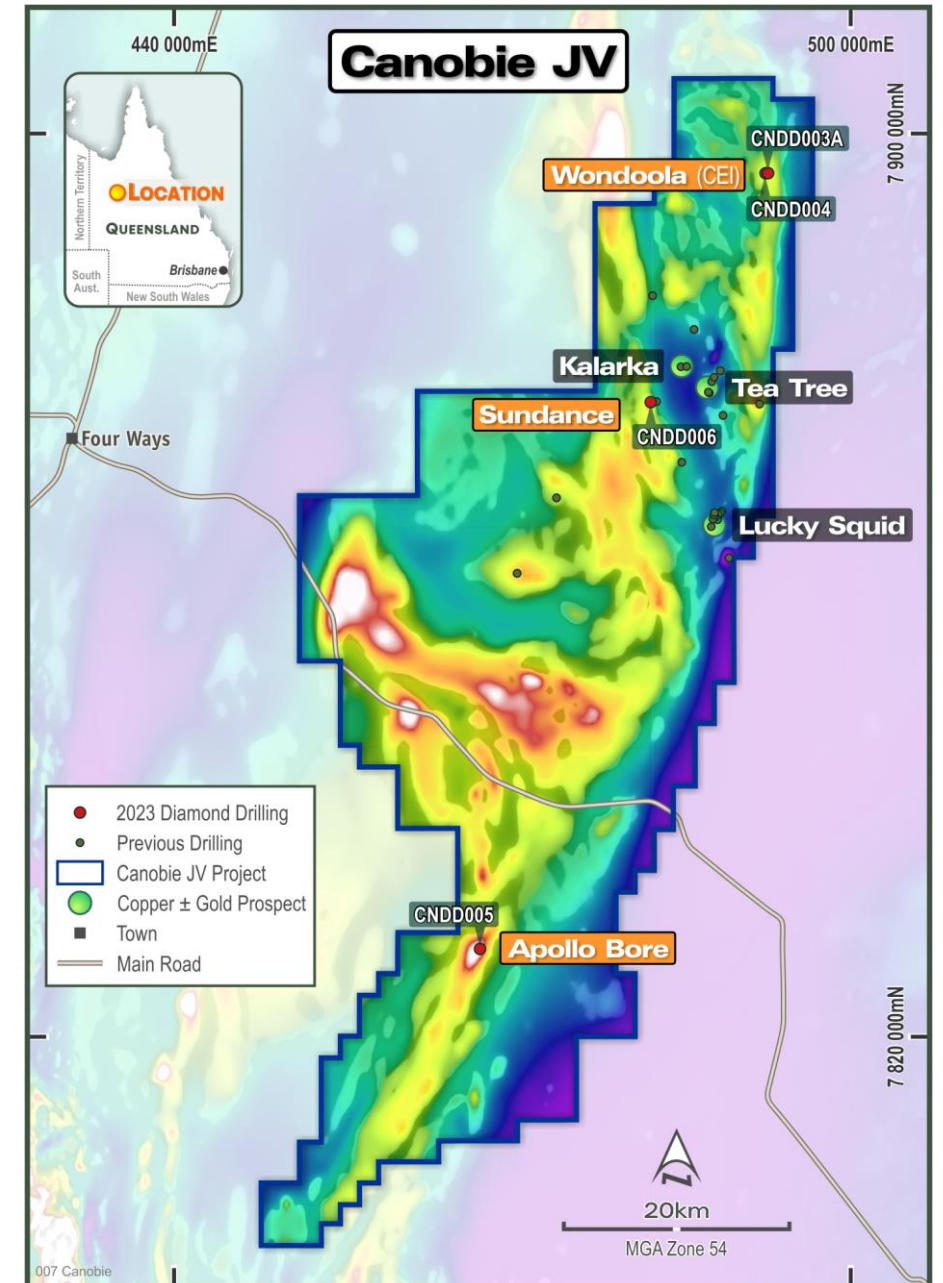 440 000mE
500 000mE
Canobie JV
7 900 000mN
Northern Territory
LOCATION
QUEENSLAND
Brisbane
South
Aust.
New South Wales
CNDD003A
Wondoola (CEI)
CNDD004
Kalarka
Tea Tree
Sundance
CNDD006
Four Ways
Lucky Squid
2023 Diamond Drilling
Previous Drilling
Canobie JV Project
Copper ± Gold Prospect
Town
Main Road
CNDD005
Apollo Bore
7 820 000mN
N
20km
MGA Zone 54
007 Canobie